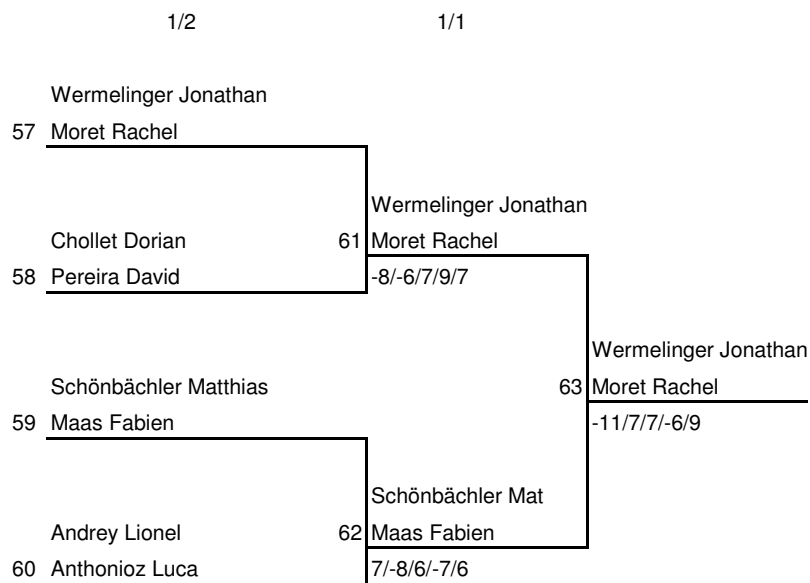 1/2 1/1
Wermelinger Jonathan
57 Moret Rachel
Wermelinger Jonathan
Chollet Dorian 61 Moret Rachel
58 Pereira David -8/-6/7/9/7
Wermelinger Jonathan
Schönbächler Matthias 63 Moret Rachel
59 Maas Fabien -11/7/7/-6/9
Schönbächler Mat
Andrey Lionel 62 Maas Fabien
60 Anthonioz Luca 7/-8/6/-7/6